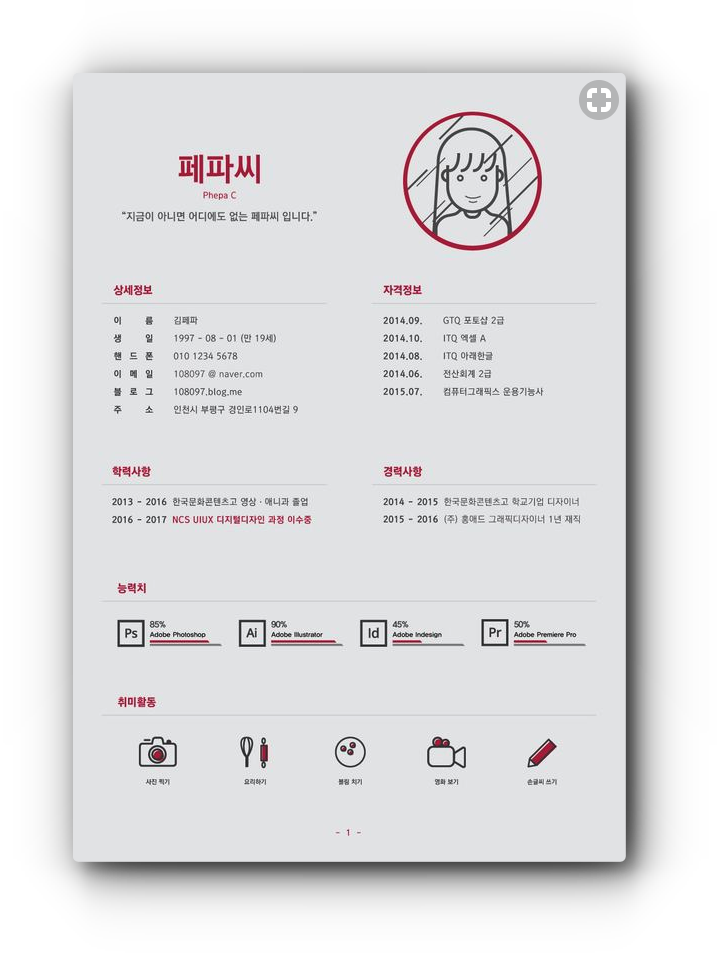 페파씨
Phepa C
“지금이 아니면 어디에도 없는 페파씨 입니다.”
상세정보
이 름 김페파
생 일 1997 - 08 - 01 (만 19세)
핸 드 폰 010 1234 5678
이 메 일 108097 @ naver.com
블 로 그 108097.blog.me
주 소 인천시 부평구 경인로1104번길 9
자격정보
2014.09. GTQ 포토샵 2급
2014.10. ITQ 엑셀 A
2014.08. ITQ 아래한글
2014.06. 전산회계 2급
2015.07. 컴퓨터그래픽스 운용기능사
학력사항
2013 - 2016 한국문화콘텐츠고 영상 · 애니과 졸업
2016 - 2017 NCS UIUX 디지털디자인 과정 이수중
경력사항
2014 - 2015 한국문화콘텐츠고 학교기업 디자이너
2015 - 2016 (주) 홈애드 그래픽디자이너 1년 재직
능력치
Ps 85% Adobe Photoshop
Ai 90% Adobe Illustrator
Id 45% Adobe Indesign
Pr 50% Adobe Premiere Pro
취미활동
사진 찍기
요리하기
볼링 치기
영화 보기
손글씨 쓰기
- 1 -